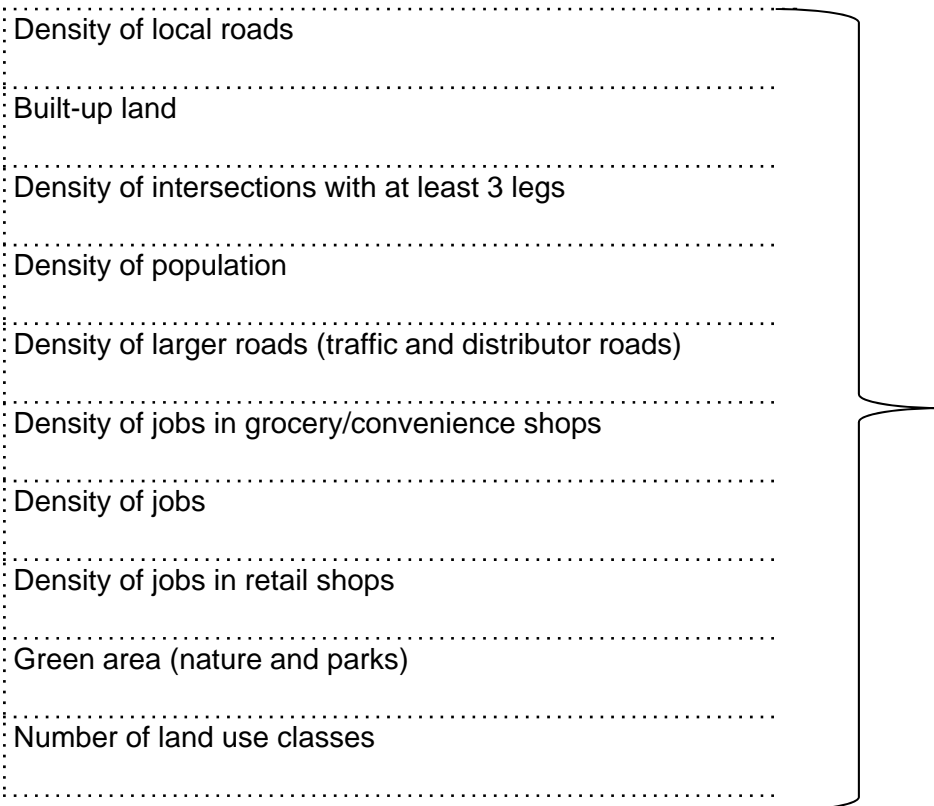 Density of local roads
Built-up land
Density of intersections with at least 3 legs
Density of population
Density of larger roads (traffic and distributor roads)
Density of jobs in grocery/convenience shops
Density of jobs
Density of jobs in retail shops
Green area (nature and parks)
Number of land use classes